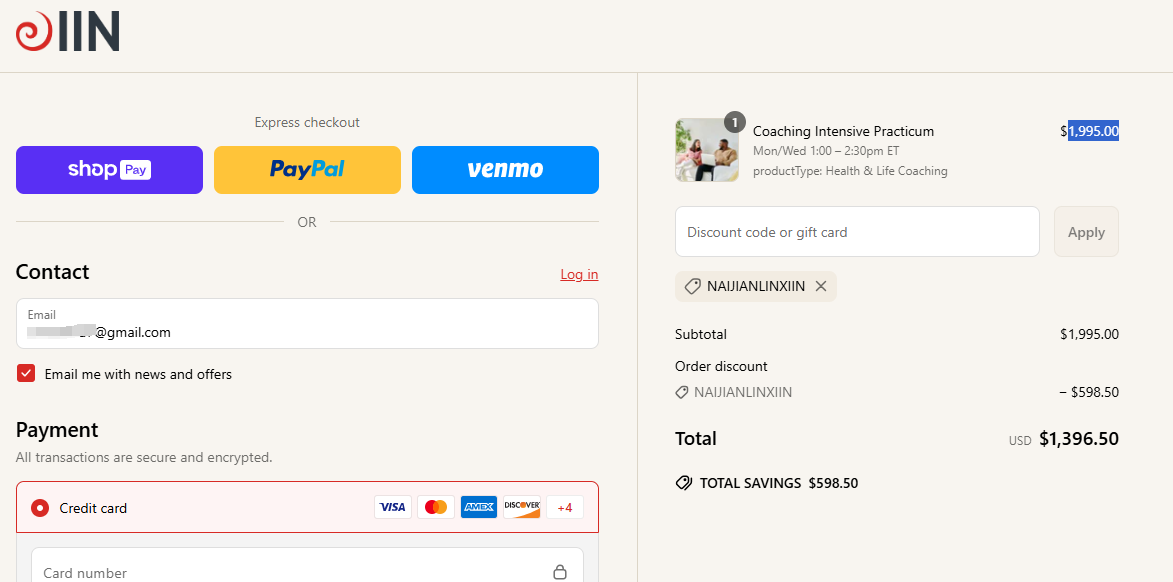 IIN
Express checkout
shop Pay
PayPal
venmo
OR
Contact
Log in
Email
@gmail.com
Email me with news and offers
Payment
All transactions are secure and encrypted.
Credit card
VISA
AMEX
DISCOVER
+4
Card number
1
Coaching Intensive Practicum
$1,995.00
Mon/Wed 1:00 – 2:30pm ET
productType: Health & Life Coaching
Discount code or gift card
Apply
NAIJIANLINXIIN
Subtotal
$1,995.00
Order discount
NAIJIANLINXIIN
– $598.50
Total
USD $1,396.50
TOTAL SAVINGS $598.50